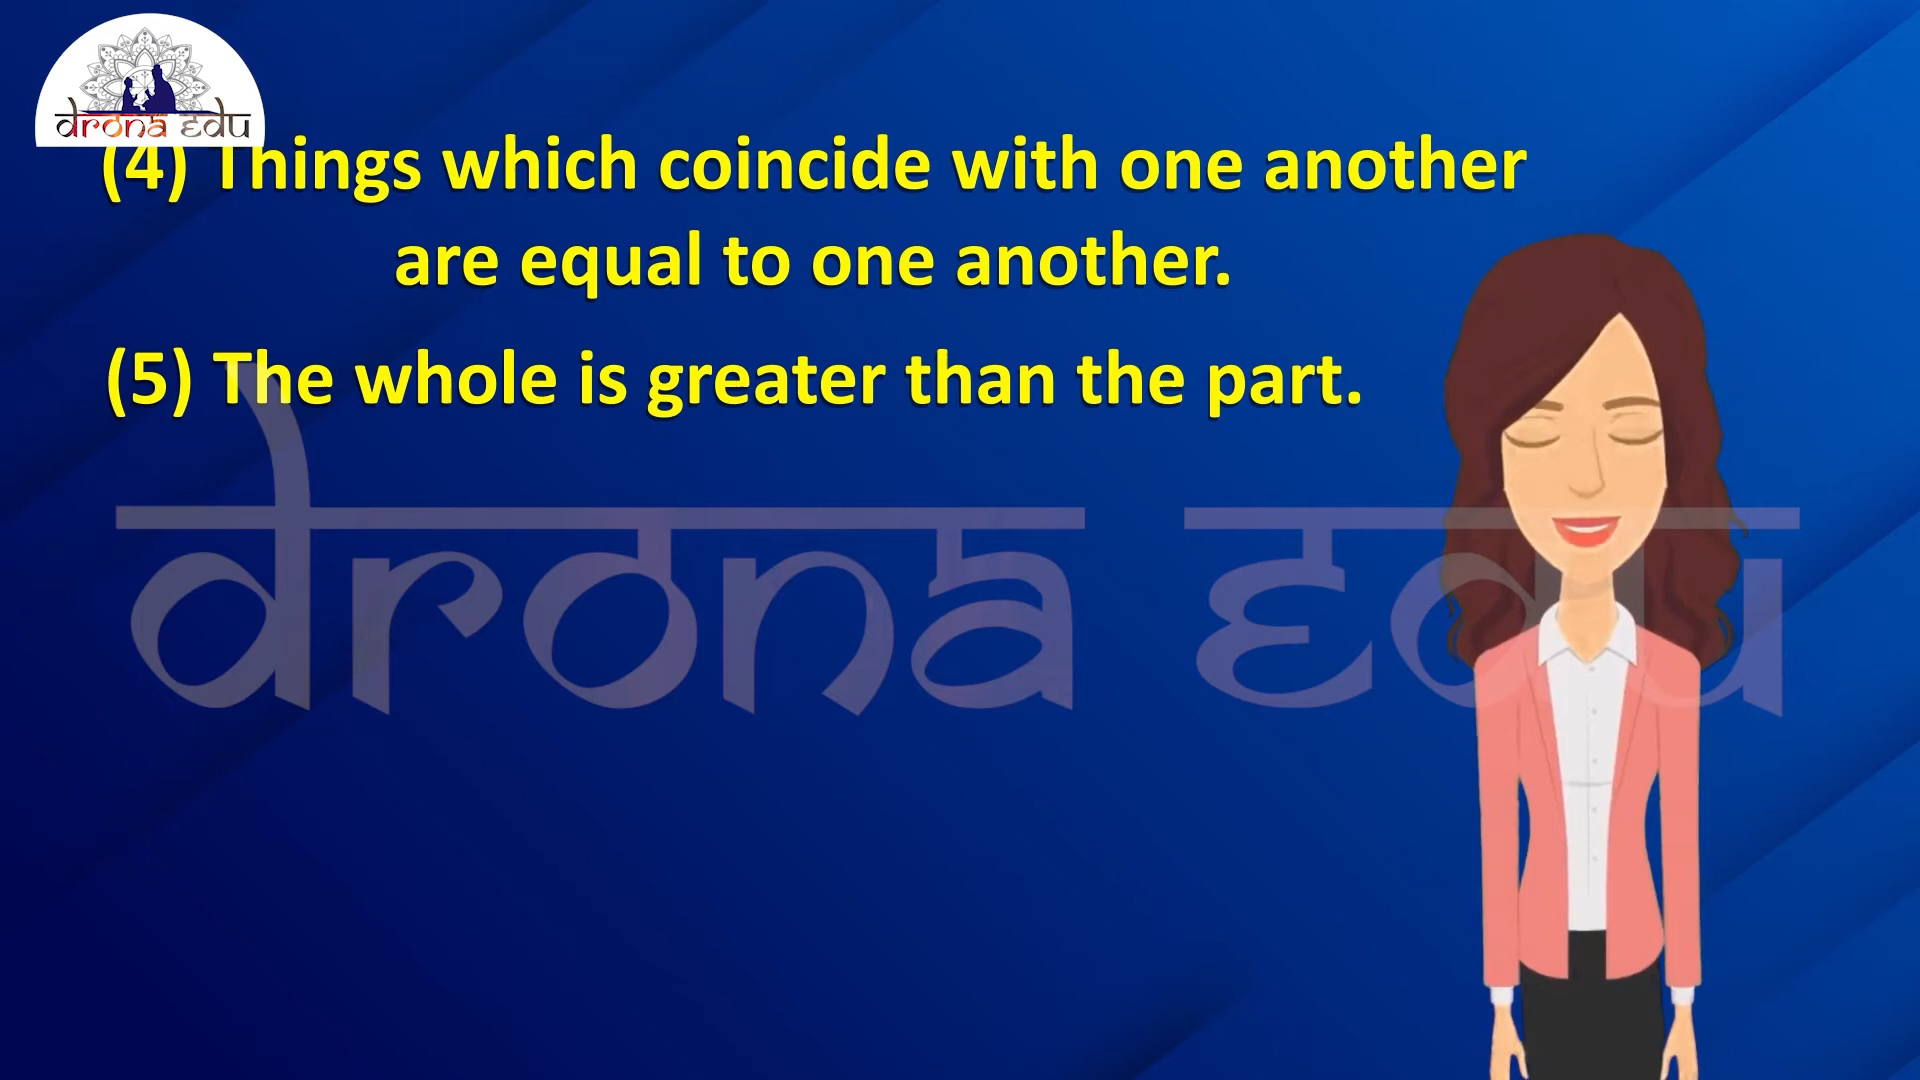 drona edu
(4) Things which coincide with one another
are equal to one another.
(5) The whole is greater than the part.
drona edu